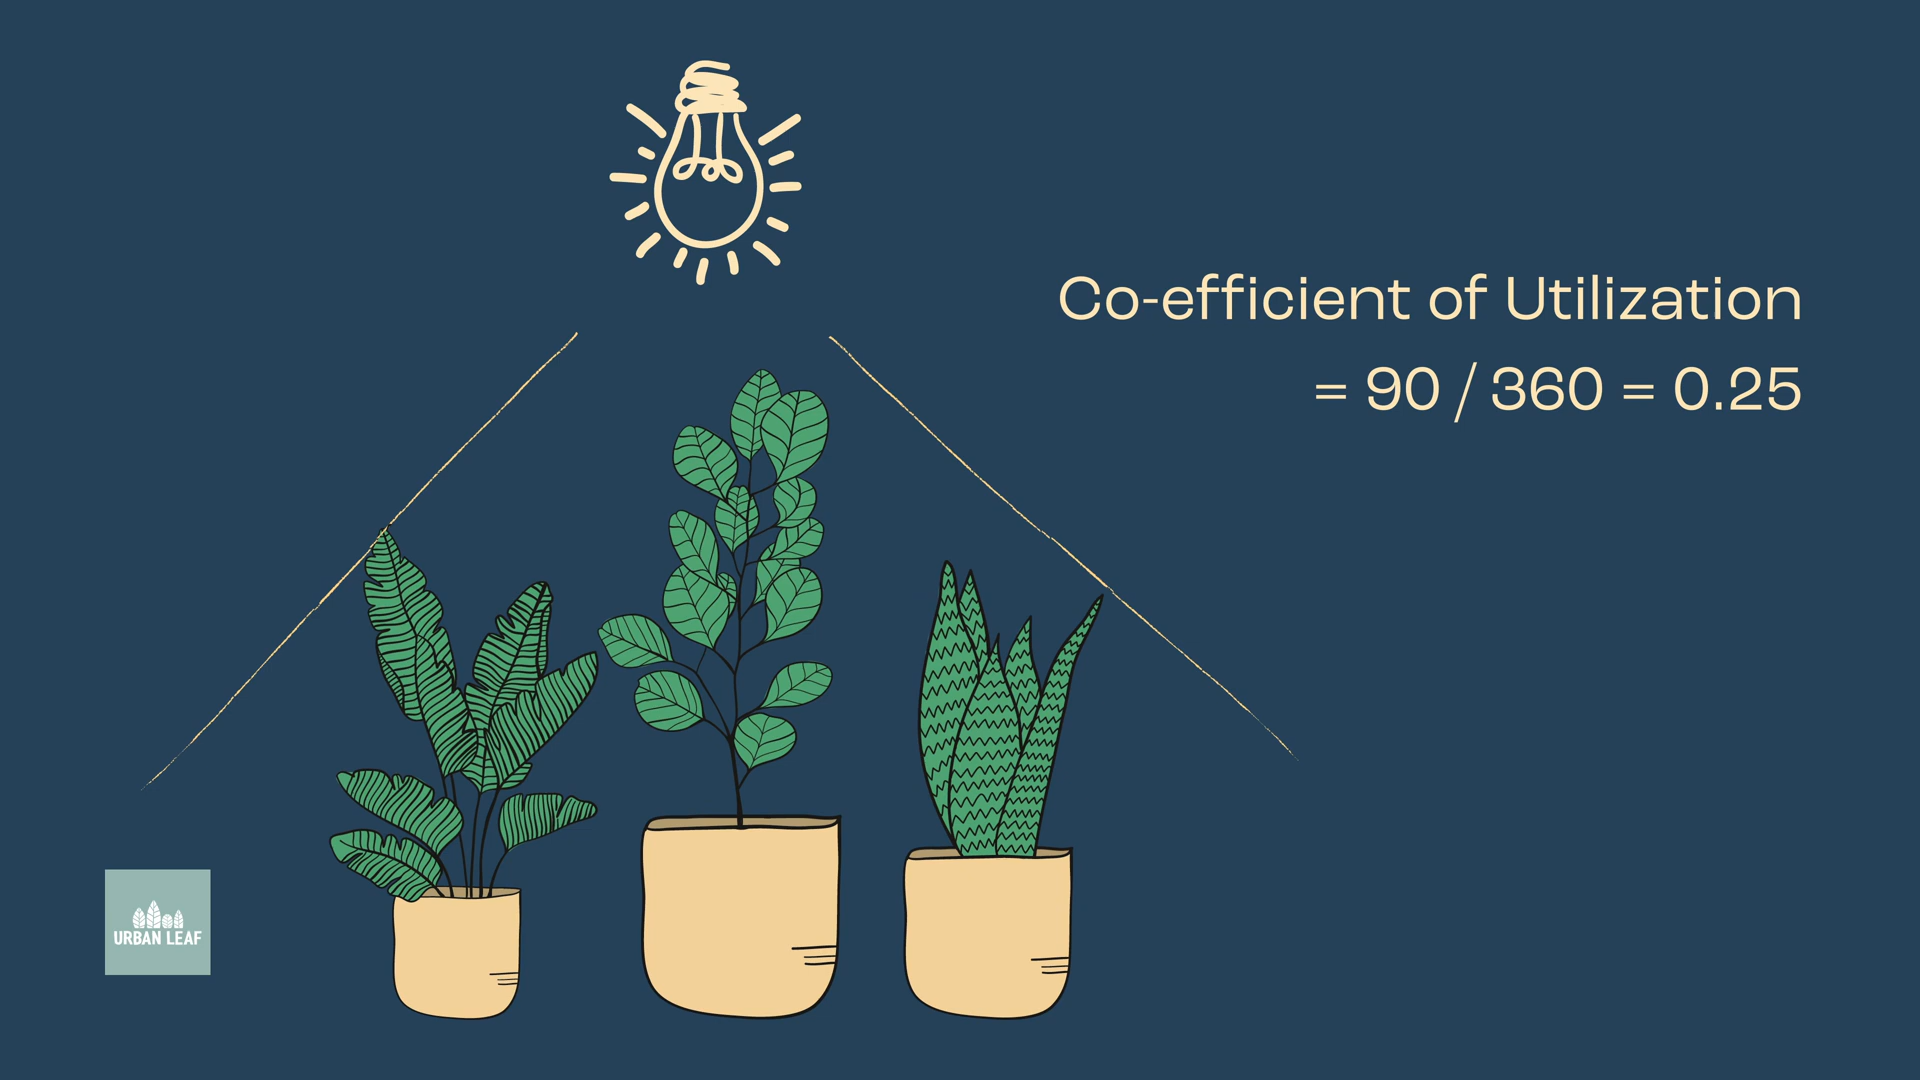 Co-efficient of Utilization
= 90 / 360 = 0.25
URBAN LEAF